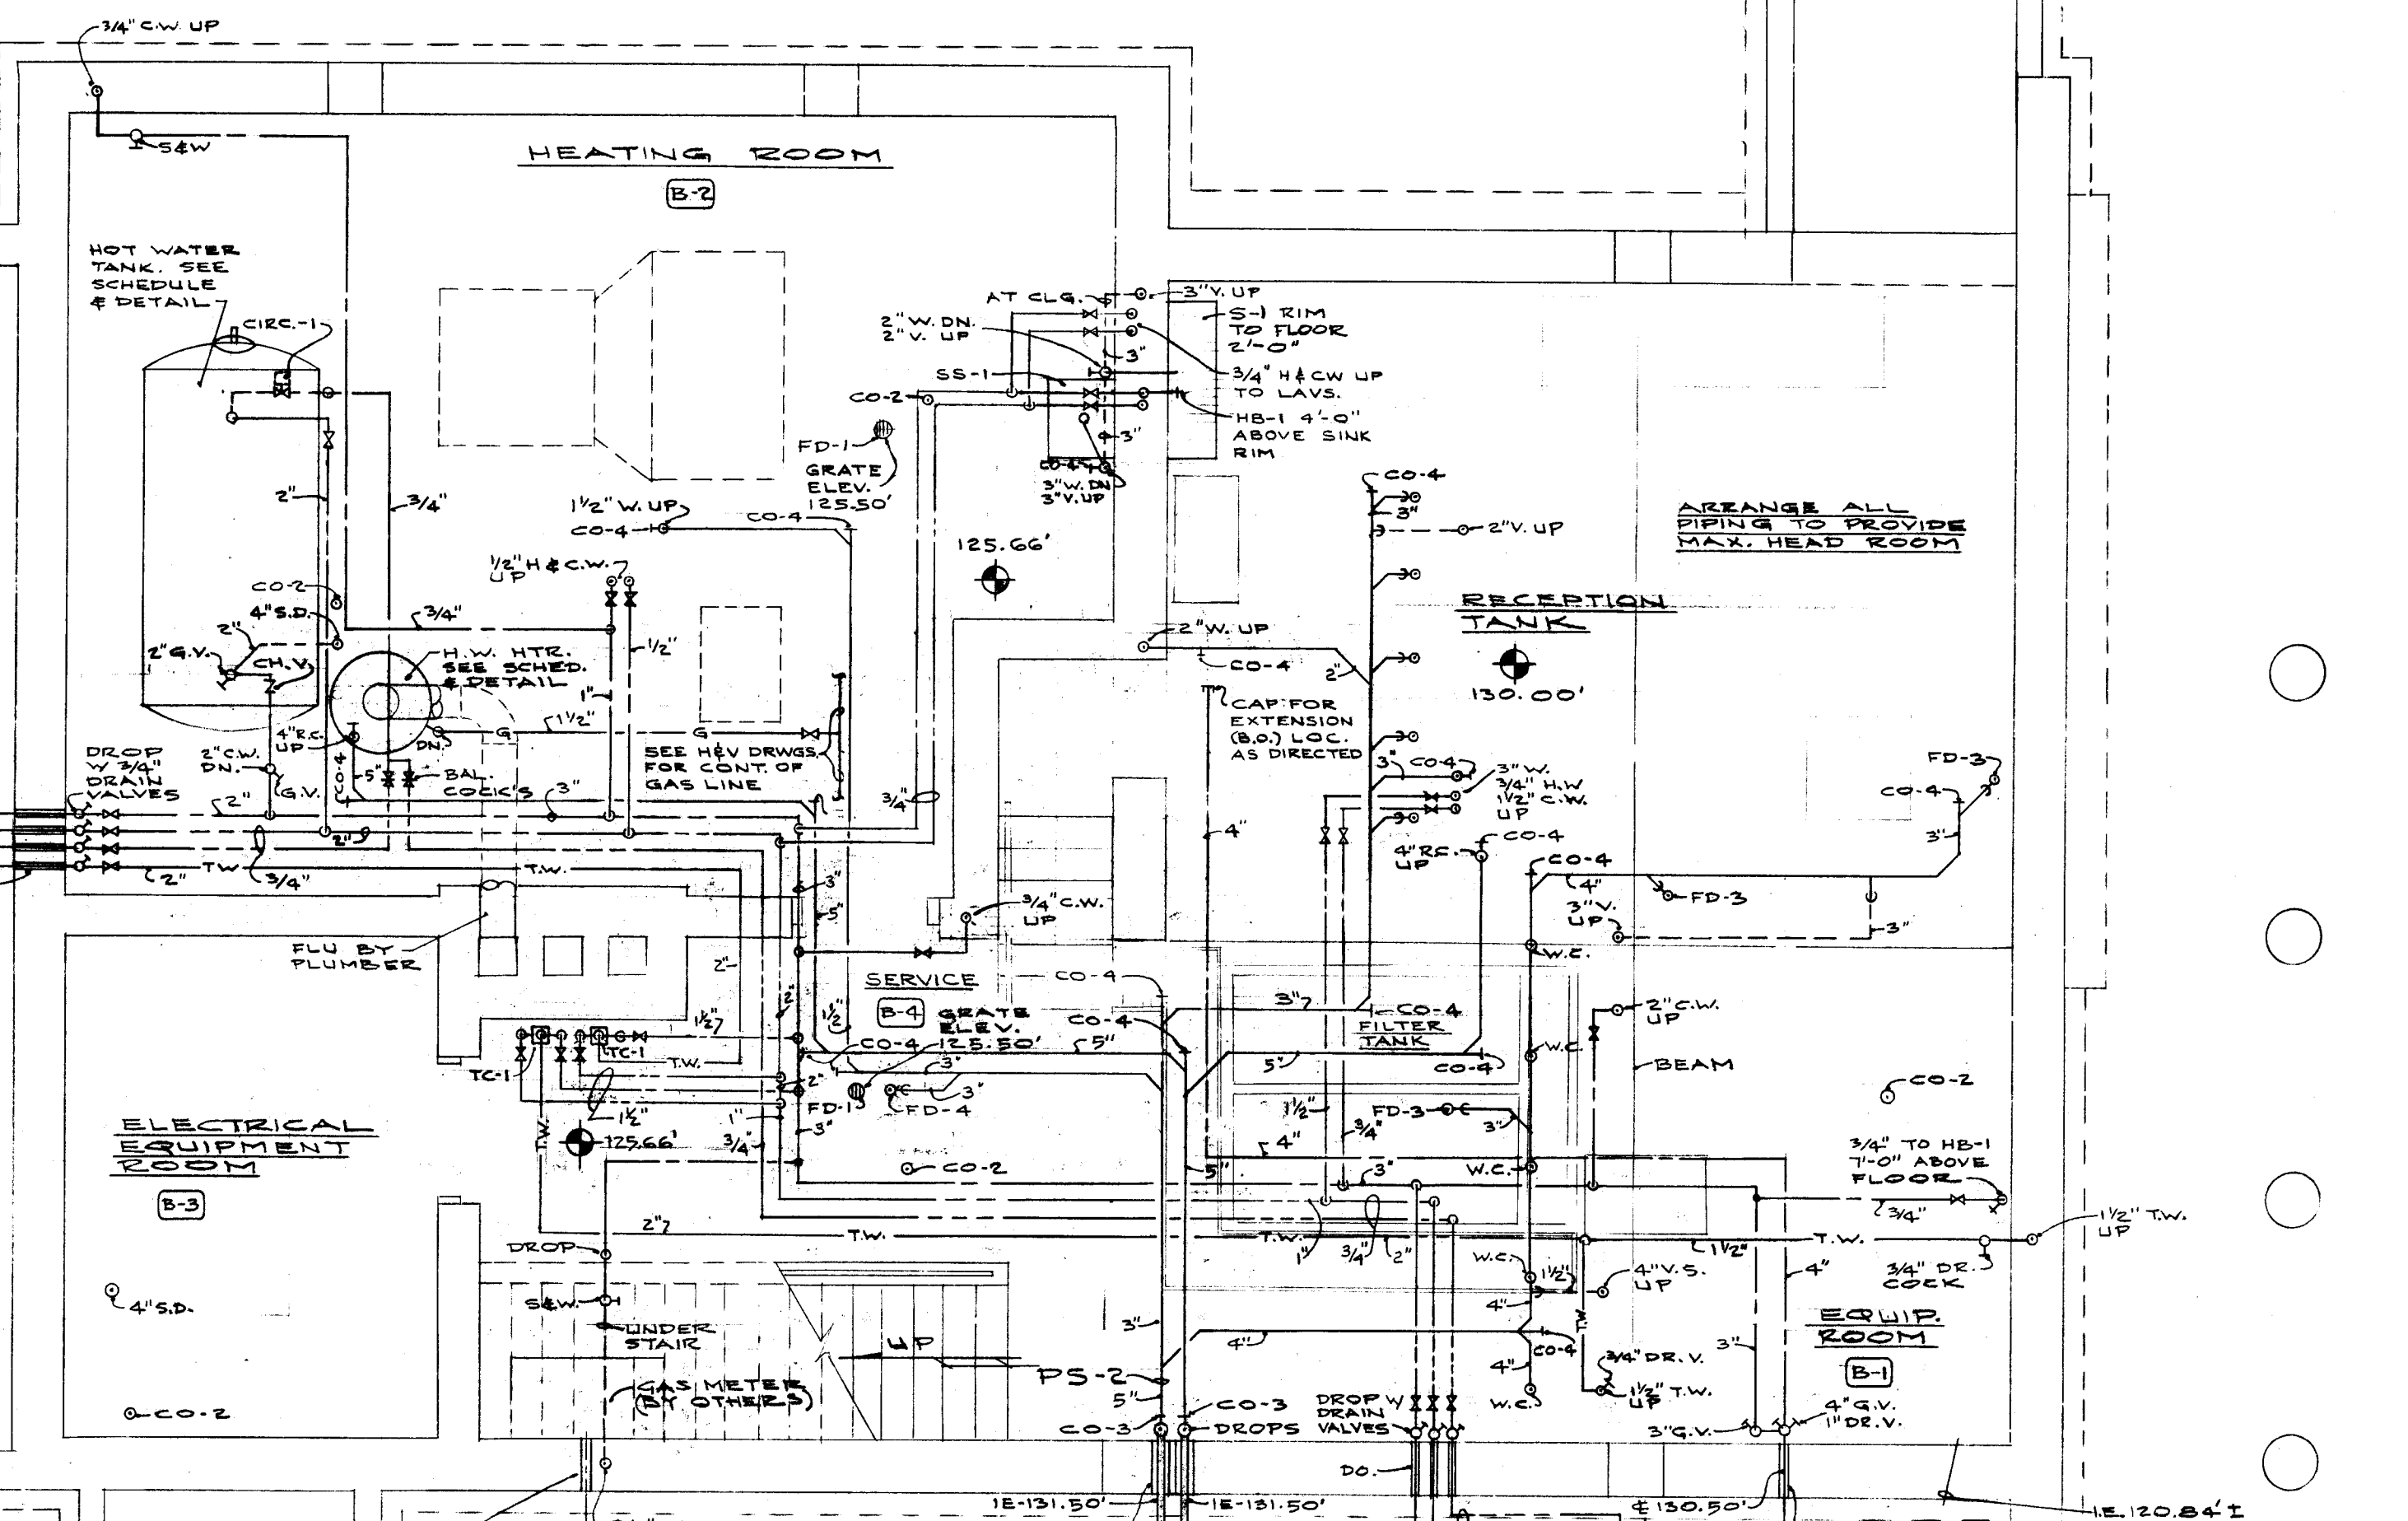 3/4" C.W. UP
S&W
HEATING ROOM
B-2
HOT WATER
TANK. SEE
SCHEDULE
& DETAIL
CIRC.-1
AT CLG.
3" V. UP
2" W. DN.
2" V. UP
S-1 RIM
TO FLOOR
2'-0"
3"
SS-1
3/4" H & CW UP
TO LAVS.
CO-2
HB-1 4'-0"
ABOVE SINK
RIM
3"
FD-1
GRATE
ELEV.
125.50'
CO-4
3" W. DN
3" V. UP
CO-4
3"
2" V. UP
2"
3/4"
1 1/2" W. UP
CO-4
CO-4
ARRANGE ALL
PIPING TO PROVIDE
MAX. HEAD ROOM
125.66'
1/2" H & C.W.
UP
CO-2
4" S.D.
3/4"
RECEPTION
TANK
130.00'
2" W. UP
CO-4
2"
2"
2" G.V.
CH.V.
H.W. HTR.
SEE SCHED.
& DETAIL
1/2"
1"
CAP FOR
EXTENSION
(B.O.) LOC.
AS DIRECTED
G
1 1/2"
G
4" R.C.
UP
DN.
SEE H&V DRWGS.
FOR CONT. OF
GAS LINE
DROP
W 3/4"
DRAIN
VALVES
2" C.W.
DN.
G.V.
CO-4
5"
BAL.
COCK'S
3" CO-4
3" W.
3/4" H.W
1 1/2" C.W.
UP
FD-3
CO-4
3"
2"
3"
3/4"
4"
CO-4
4" R.C.
UP
2"
T.W.
2"
3/4"
T.W.
CO-4
4"
FD-3
3" V.
UP
3"
3"
5"
3/4" C.W.
UP
FLU BY
PLUMBER
2"
W.C.
SERVICE
B-4
CO-4
GRATE
ELEV.
125.50'
2"
1 1/2"
1 1/2"
3"
CO-4
FILTER
TANK
CO-4
2" C.W.
UP
TC-1
TC-1
T.W.
CO-4
5"
5"
CO-4
W.C.
BEAM
CO-2
2"
3"
FD-1
3"
FD-4
1 1/2"
T.W.
1"
3/4"
3"
1 1/2"
3/4"
FD-3
3"
ELECTRICAL
EQUIPMENT
ROOM
B-3
125.66'
CO-2
5"
4"
3"
W.C.
3/4" TO HB-1
7'-0" ABOVE
FLOOR
3/4"
2"
T.W.
T.W.
1"
3/4"
2"
1 1/2"
T.W.
1 1/2" T.W.
UP
DROP
W.C.
1 1/2"
4" V.S.
UP
4"
3/4" DR.
COCK
4" S.D.
S&W.
UNDER
STAIR
UP
3"
4"
4"
T.W.
EQUIP.
ROOM
B-1
3"
GAS METER
(BY OTHERS)
PS-2
5"
CO-4
4"
3/4" DR. V.
1 1/2" T.W.
UP
W.C.
CO-2
CO-3
CO-3
DROPS
DROP W
DRAIN
VALVES
3" G.V.
4" G.V.
1" DR.V.
DO.
IE-131.50'
IE-131.50'
℄ 130.50'
I.E. 120.84' ±